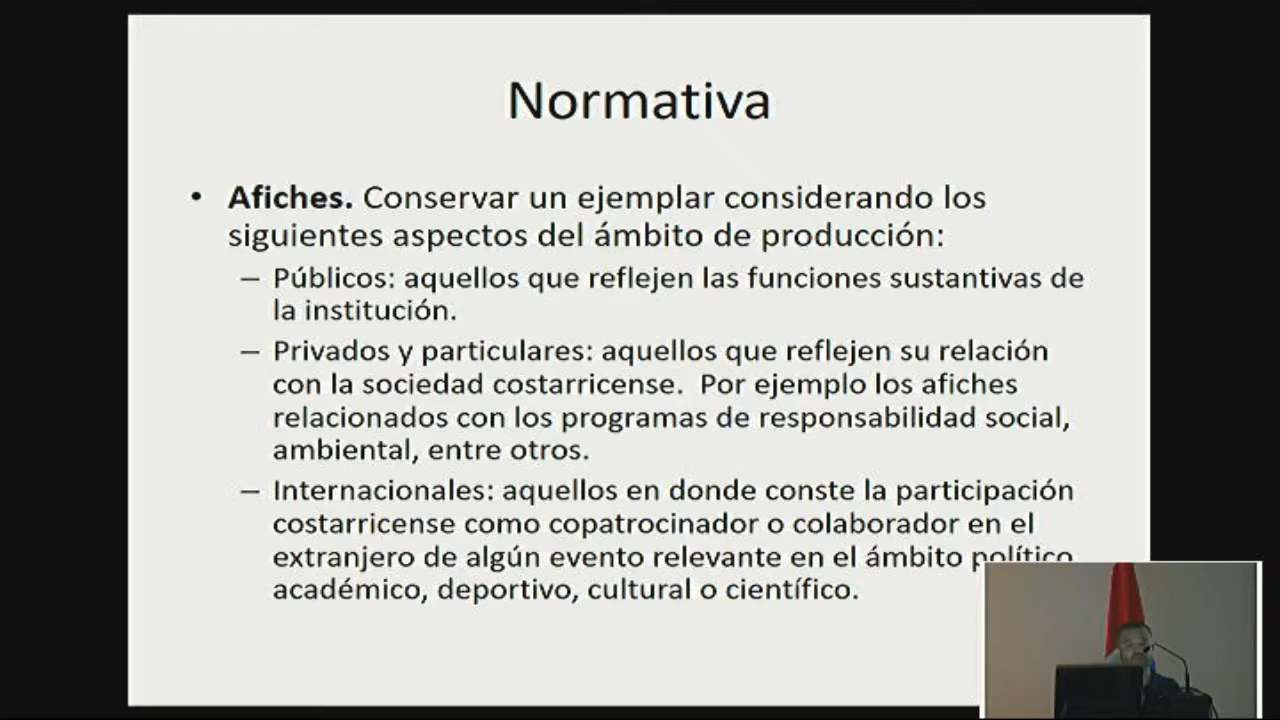 Normativa
• Afiches. Conservar un ejemplar considerando los
siguientes aspectos del ámbito de producción:
– Públicos: aquellos que reflejen las funciones sustantivas de
la institución.
– Privados y particulares: aquellos que reflejen su relación
con la sociedad costarricense. Por ejemplo los afiches
relacionados con los programas de responsabilidad social,
ambiental, entre otros.
– Internacionales: aquellos en donde conste la participación
costarricense como copatrocinador o colaborador en el
extranjero de algún evento relevante en el ámbito político
académico, deportivo, cultural o científico.